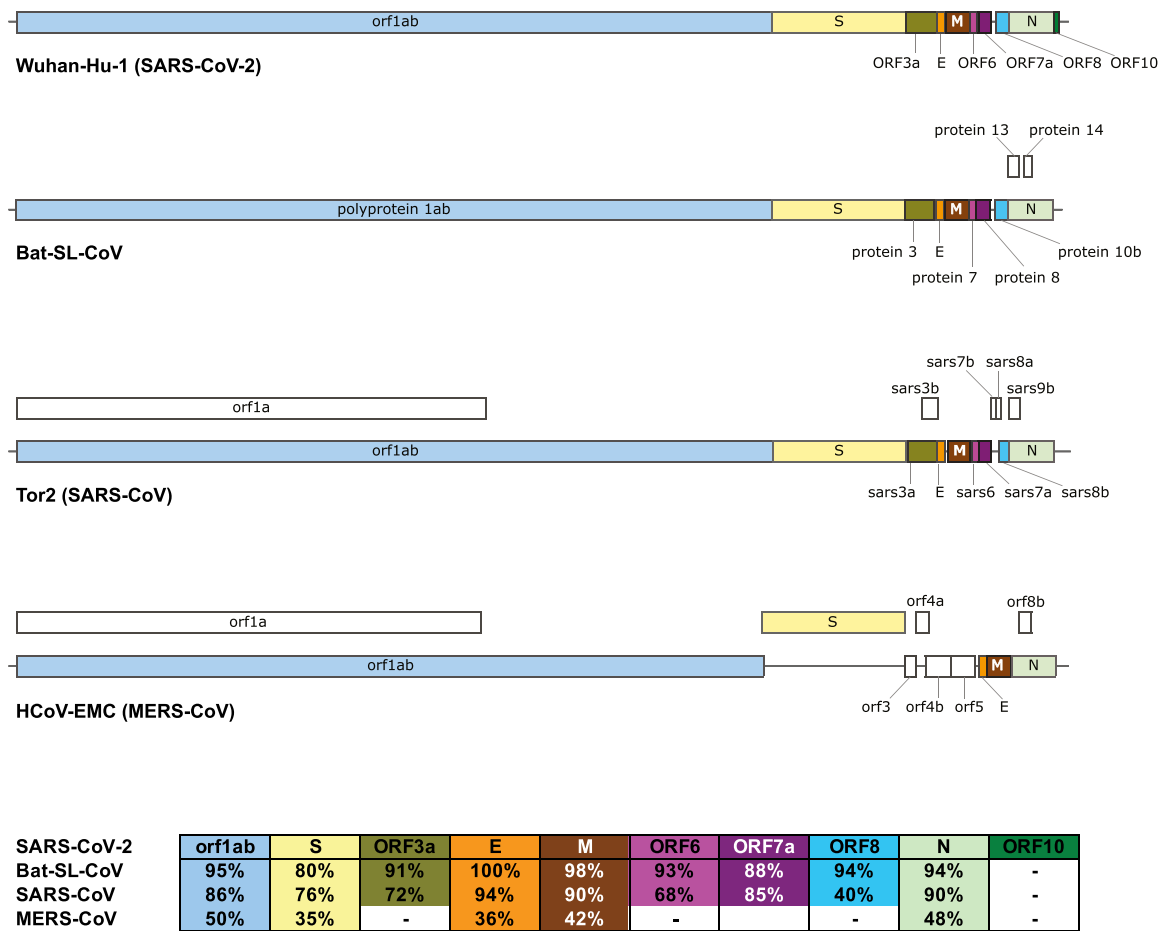 orf1ab S M N
ORF3a E ORF6 ORF7a ORF8 ORF10
Wuhan-Hu-1 (SARS-CoV-2)
protein 13 protein 14
polyprotein 1ab S M N
Bat-SL-CoV
protein 3 E protein 10b
protein 7 protein 8
sars7b sars8a
sars3b sars9b
orf1a
orf1ab S M N
Tor2 (SARS-CoV)
sars3a E sars6 sars7a sars8b
orf4a orf8b
orf1a S
orf1ab M N
HCoV-EMC (MERS-CoV)
orf3 orf4b orf5 E
SARS-CoV-2 orf1ab S ORF3a E M ORF6 ORF7a ORF8 N ORF10
Bat-SL-CoV 95% 80% 91% 100% 98% 93% 88% 94% 94% -
SARS-CoV 86% 76% 72% 94% 90% 68% 85% 40% 90% -
MERS-CoV 50% 35% - 36% 42% - - 48% -